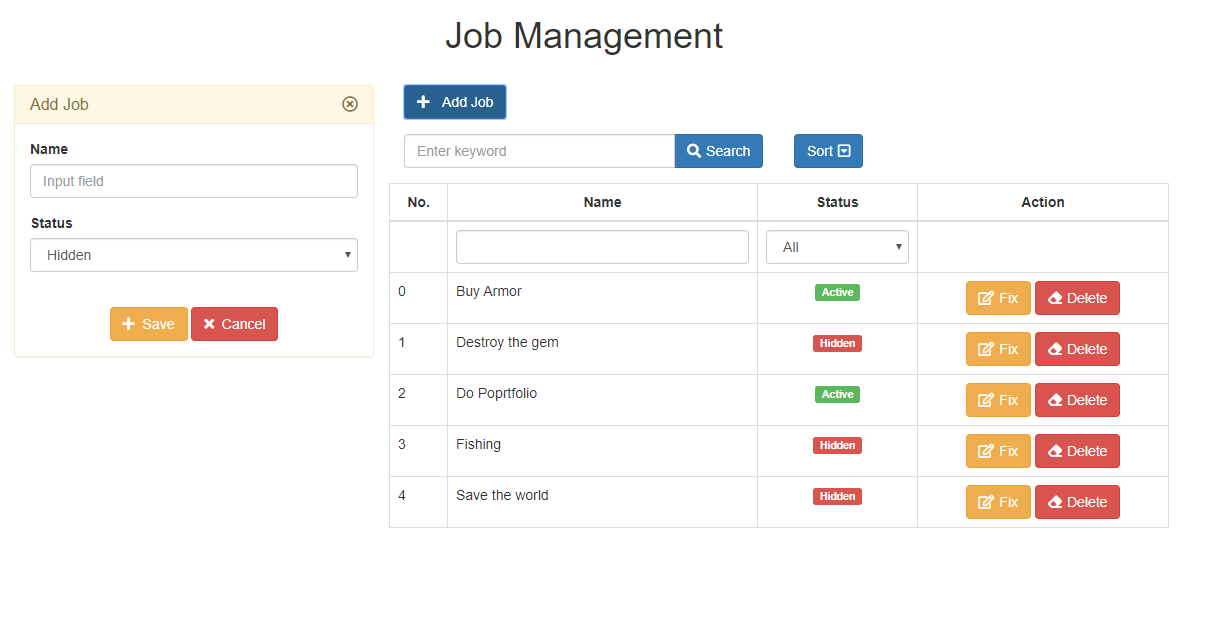 Job Management
Add Job
Name
Input field
Status
Hidden
Save Cancel
Add Job
Enter keyword Search Sort
No. Name Status Action
All
0 Buy Armor Active Fix Delete
1 Destroy the gem Hidden Fix Delete
2 Do Poprtfolio Active Fix Delete
3 Fishing Hidden Fix Delete
4 Save the world Hidden Fix Delete